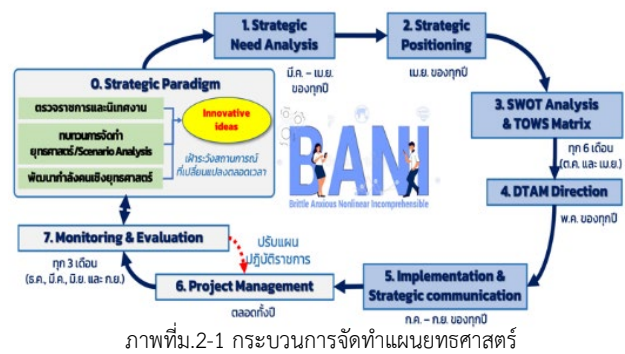 1. Strategic
Need Analysis
มี.ค. – เม.ย.
ของทุกปี
2. Strategic
Positioning
เม.ย. ของทุกปี
0. Strategic Paradigm
ตรวจราชการและนิเทศงาน
ทบทวนการจัดทำ
ยุทธศาสตร์/Scenario Analysis
พัฒนากำลังคนเชิงยุทธศาสตร์
Innovative
ideas
เฝ้าระวังสถานการณ์
ที่เปลี่ยนแปลงตลอดเวลา
BANI
Brittle Anxious Nonlinear Incomprehensible
3. SWOT Analysis
& TOWS Matrix
ทุก 6 เดือน
(ต.ค. และ เม.ย.)
4. DTAM Direction
พ.ค. ของทุกปี
5. Implementation &
Strategic communication
ก.ค. – ก.ย. ของทุกปี
6. Project Management
ตลอดทั้งปี
ปรับแผน
ปฏิบัติราชการ
7. Monitoring & Evaluation
ทุก 3 เดือน
(ธ.ค., มี.ค., มิ.ย. และ ก.ย.)
ภาพที่ม.2-1 กระบวนการจัดทำแผนยุทธศาสตร์